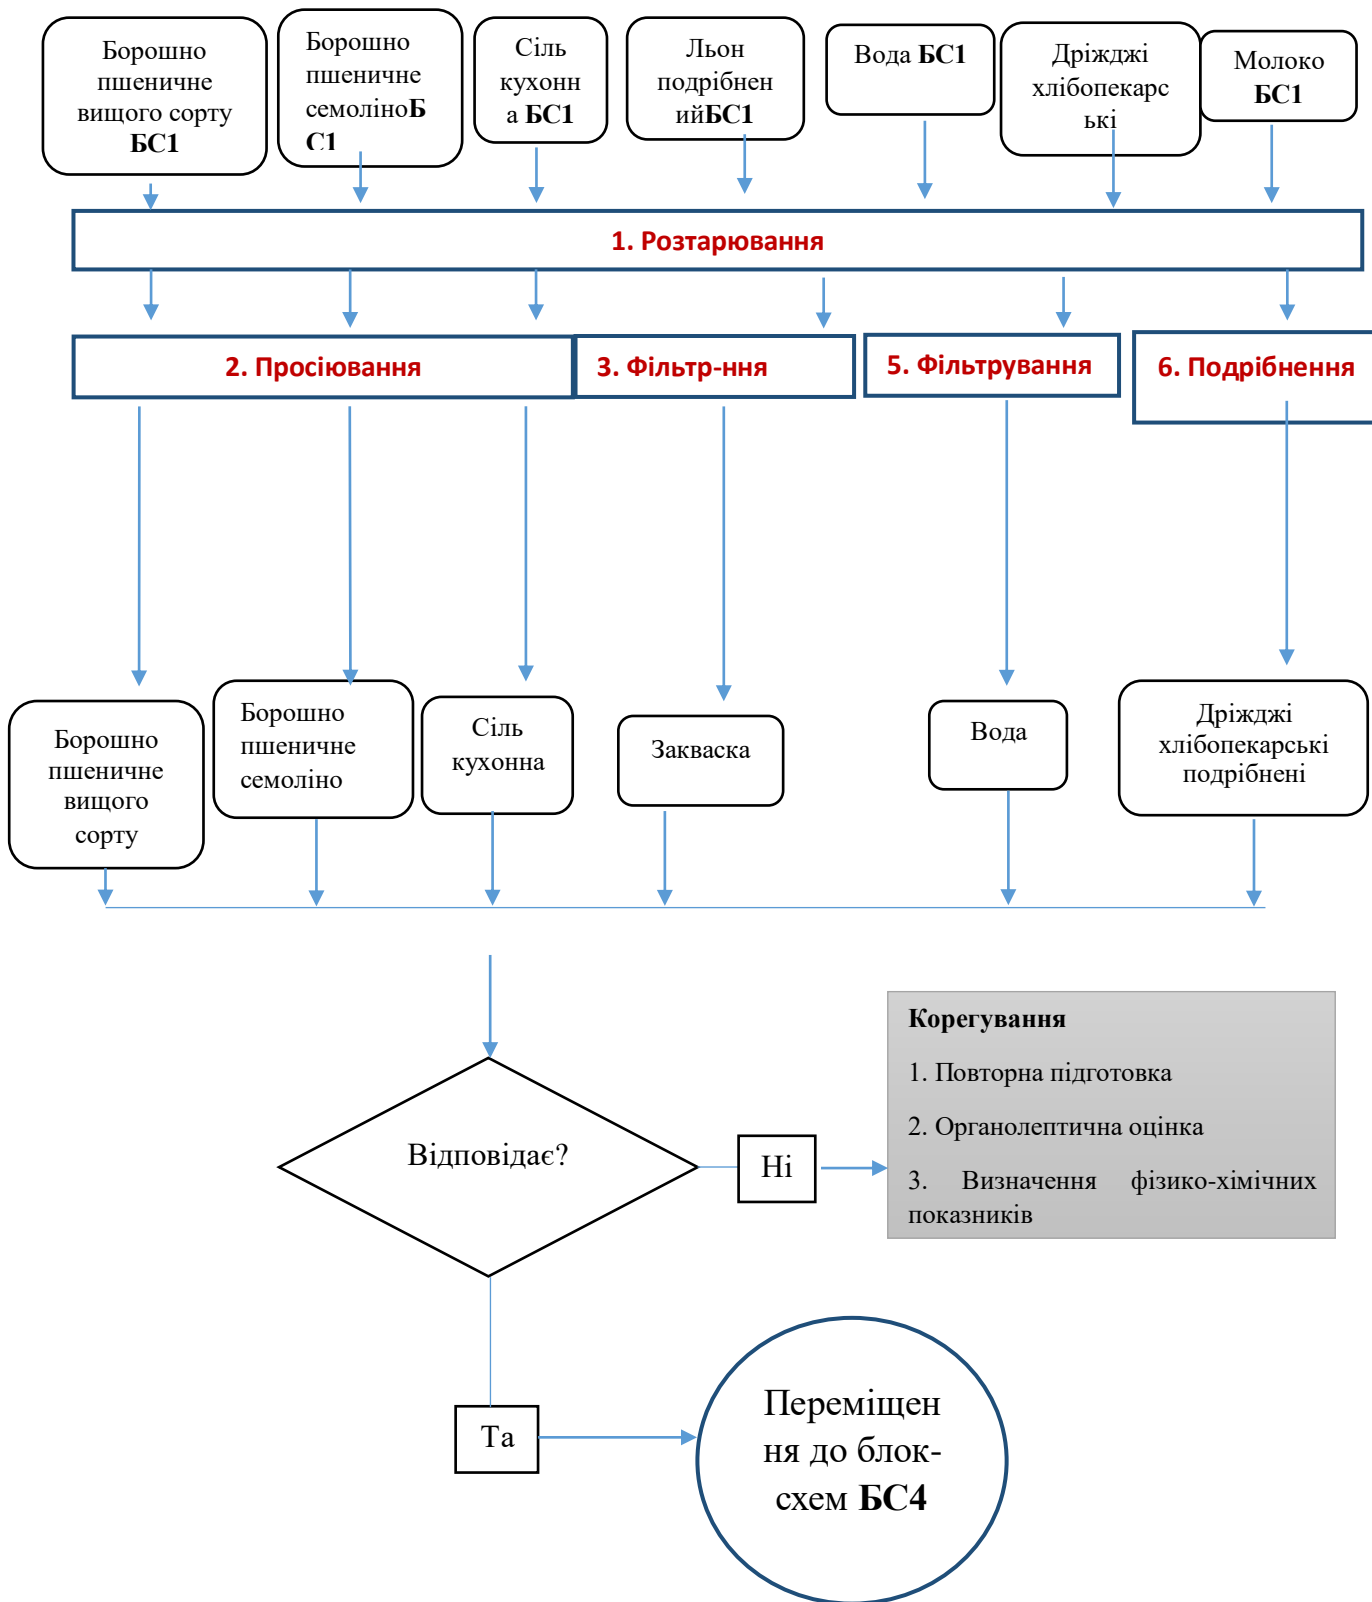 Борошно
пшеничне
вищого сорту
БС1
Борошно
пшеничне
семоліноБ
С1
Сіль
кухонн
а БС1
Льон
подрібнен
ийБС1
Вода БС1
Дріжджі
хлібопекарс
ькі
Молоко
БС1
1. Розтарювання
2. Просіювання
3. Фільтр-ння
5. Фільтрування
6. Подрібнення
Борошно
пшеничне
вищого
сорту
Борошно
пшеничне
семоліно
Сіль
кухонна
Закваска
Вода
Дріжджі
хлібопекарські
подрібнені
Відповідає?
Ні
Корегування
1. Повторна підготовка
2. Органолептична оцінка
3. Визначення фізико-хімічних
показників
Та
Переміщен
ня до блок-
схем БС4